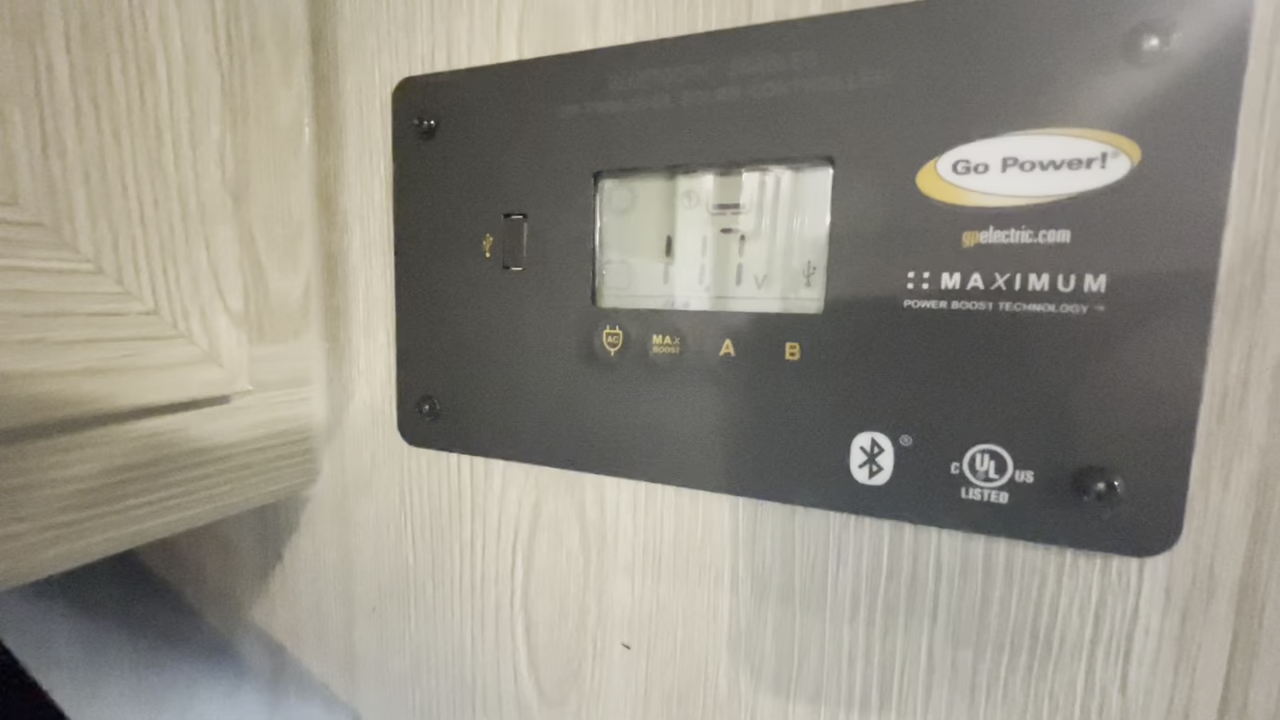 Go Power!®
gpelectric.com
MAXIMUM
POWER BOOST TECHNOLOGY
V
AC
MAX
BOOST
A
B
®
C UL US
LISTED